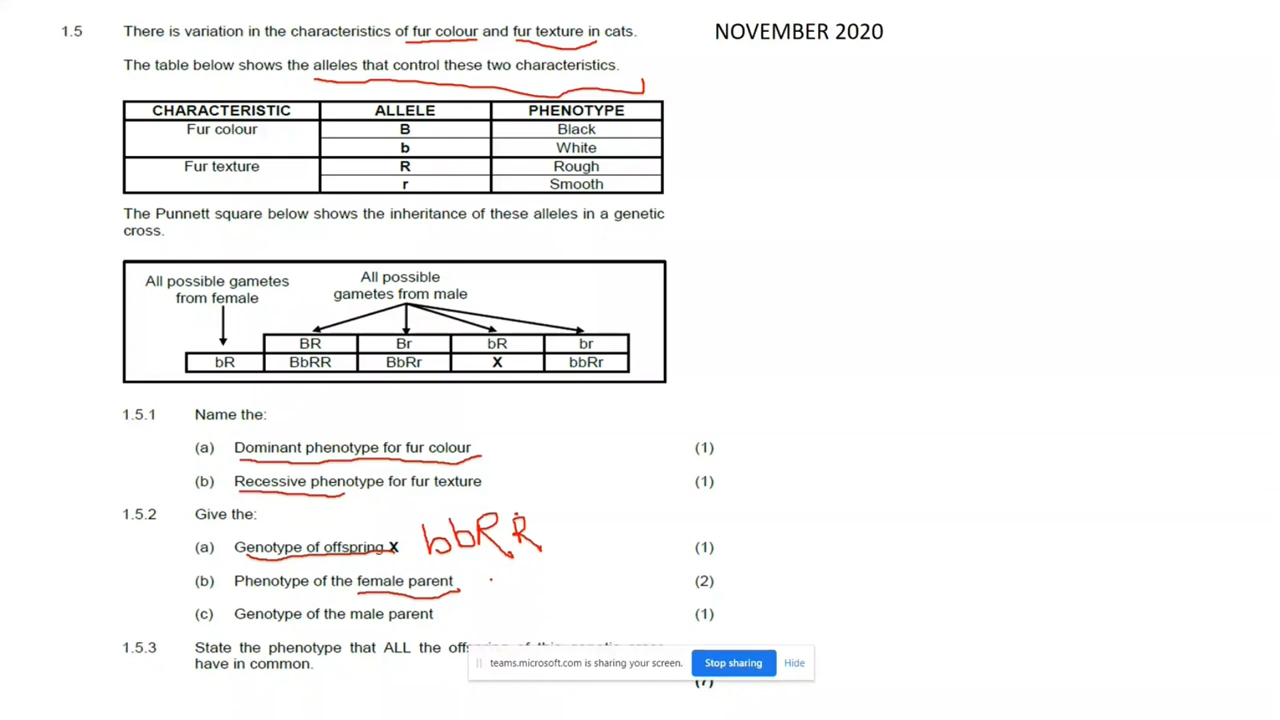 1.5 There is variation in the characteristics of fur colour and fur texture in cats.
NOVEMBER 2020
The table below shows the alleles that control these two characteristics.
CHARACTERISTIC ALLELE PHENOTYPE
Fur colour B Black
b White
Fur texture R Rough
r Smooth
The Punnett square below shows the inheritance of these alleles in a genetic
cross.
All possible gametes from female
All possible gametes from male
BR Br bR br
bR BbRR BbRr X bbRr
1.5.1 Name the:
(a) Dominant phenotype for fur colour (1)
(b) Recessive phenotype for fur texture (1)
1.5.2 Give the:
(a) Genotype of offspring X bbRR (1)
(b) Phenotype of the female parent (2)
(c) Genotype of the male parent (1)
1.5.3 State the phenotype that ALL the
have in common.
teams.microsoft.com is sharing your screen. Stop sharing Hide
(7)